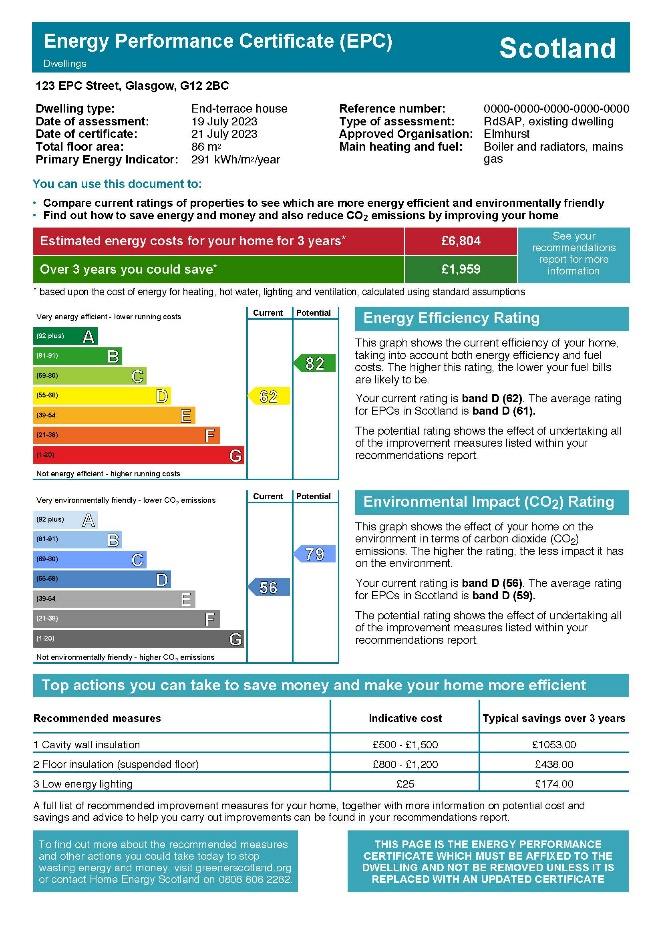 Energy Performance Certificate (EPC)
Scotland
Dwellings
123 EPC Street, Glasgow, G12 2BC
Dwelling type: End-terrace house
Date of assessment: 19 July 2023
Date of certificate: 21 July 2023
Total floor area: 86 m²
Primary Energy Indicator: 291 kWh/m²/year
Reference number: 0000-0000-0000-0000-0000
Type of assessment: RdSAP, existing dwelling
Approved Organisation: Elmhurst
Main heating and fuel: Boiler and radiators, mains
gas
You can use this document to:
• Compare current ratings of properties to see which are more energy efficient and environmentally friendly
• Find out how to save energy and money and also reduce CO₂ emissions by improving your home
Estimated energy costs for your home for 3 years* £6,804
Over 3 years you could save* £1,959
See your
recommendations
report for more
information
* based upon the cost of energy for heating, hot water, lighting and ventilation, calculated using standard assumptions
Very energy efficient - lower running costs
Current Potential
(92 plus) A
(81-91) B
(69-80) C
(55-68) D
(39-54 E
(21-38) F
(1-20) G
82
62
Not energy efficient - higher running costs
Energy Efficiency Rating
This graph shows the current efficiency of your home,
taking into account both energy efficiency and fuel
costs. The higher this rating, the lower your fuel bills
are likely to be.
Your current rating is band D (62). The average rating
for EPCs in Scotland is band D (61).
The potential rating shows the effect of undertaking all
of the improvement measures listed within your
recommendations report.
Very environmentally friendly - lower CO₂ emissions
Current Potential
(92 plus) A
(81-91) B
(69-80) C
(55-68) D
(39-54 E
(21-38) F
(1-20) G
79
56
Not environmentally friendly - higher CO₂ emissions
Environmental Impact (CO₂) Rating
This graph shows the effect of your home on the
environment in terms of carbon dioxide (CO₂)
emissions. The higher the rating, the less impact it has
on the environment.
Your current rating is band D (56). The average rating
for EPCs in Scotland is band D (59).
The potential rating shows the effect of undertaking all
of the improvement measures listed within your
recommendations report.
Top actions you can take to save money and make your home more efficient
Recommended measures Indicative cost Typical savings over 3 years
1 Cavity wall insulation £500 - £1,500 £1053.00
2 Floor insulation (suspended floor) £800 - £1,200 £438.00
3 Low energy lighting £25 £174.00
A full list of recommended improvement measures for your home, together with more information on potential cost and
savings and advice to help you carry out improvements can be found in your recommendations report.
To find out more about the recommended measures
and other actions you could take today to stop
wasting energy and money, visit greenerscotland.org
or contact Home Energy Scotland on 0808 808 2282.
THIS PAGE IS THE ENERGY PERFORMANCE
CERTIFICATE WHICH MUST BE AFFIXED TO THE
DWELLING AND NOT BE REMOVED UNLESS IT IS
REPLACED WITH AN UPDATED CERTIFICATE